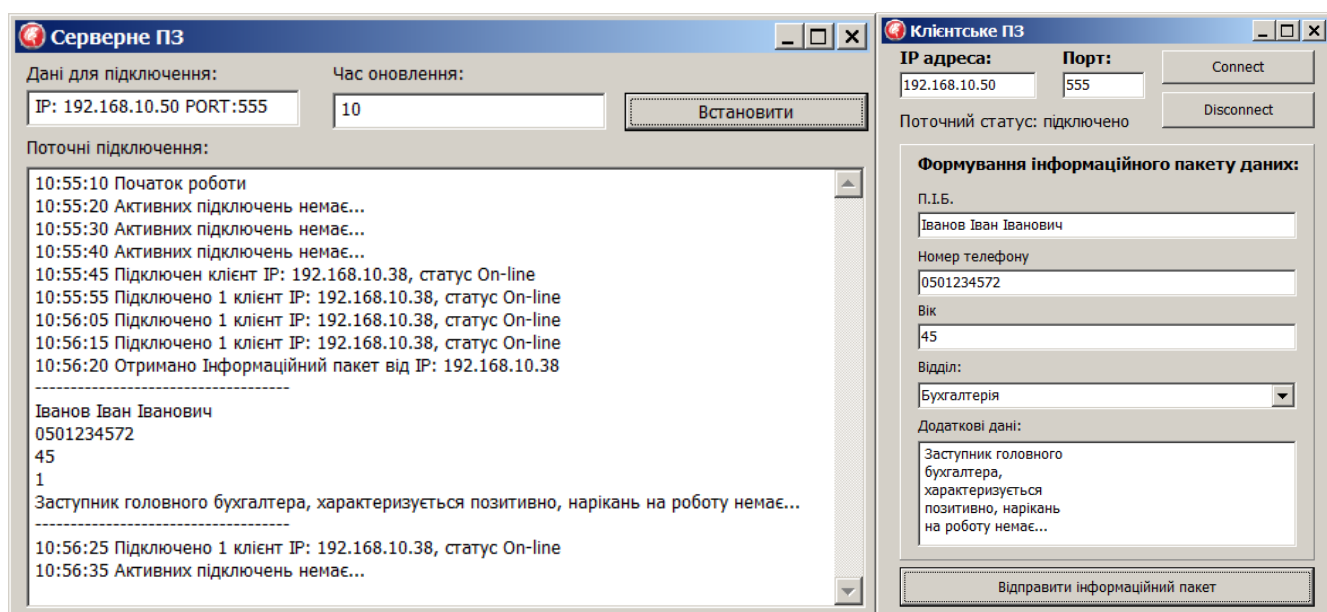 Серверне ПЗ
Дані для підключення:
Час оновлення:
IP: 192.168.10.50 PORT:555
10
Встановити
Поточні підключення:
10:55:10 Початок роботи
10:55:20 Активних підключень немає...
10:55:30 Активних підключень немає...
10:55:40 Активних підключень немає...
10:55:45 Підключен клієнт IP: 192.168.10.38, статус On-line
10:55:55 Підключено 1 клієнт IP: 192.168.10.38, статус On-line
10:56:05 Підключено 1 клієнт IP: 192.168.10.38, статус On-line
10:56:15 Підключено 1 клієнт IP: 192.168.10.38, статус On-line
10:56:20 Отримано Інформаційний пакет від IP: 192.168.10.38
------------------------------------
Іванов Іван Іванович
0501234572
45
1
Заступник головного бухгалтера, характеризується позитивно, нарікань на роботу немає...
------------------------------------
10:56:25 Підключено 1 клієнт IP: 192.168.10.38, статус On-line
10:56:35 Активних підключень немає...
Клієнтське ПЗ
IP адреса:
Порт:
192.168.10.50
555
Connect
Disconnect
Поточний статус: підключено
Формування інформаційного пакету даних:
П.І.Б.
Іванов Іван Іванович
Номер телефону
0501234572
Вік
45
Відділ:
Бухгалтерія
Додаткові дані:
Заступник головного
бухгалтера,
характеризується
позитивно, нарікань
на роботу немає...
Відправити інформаційний пакет